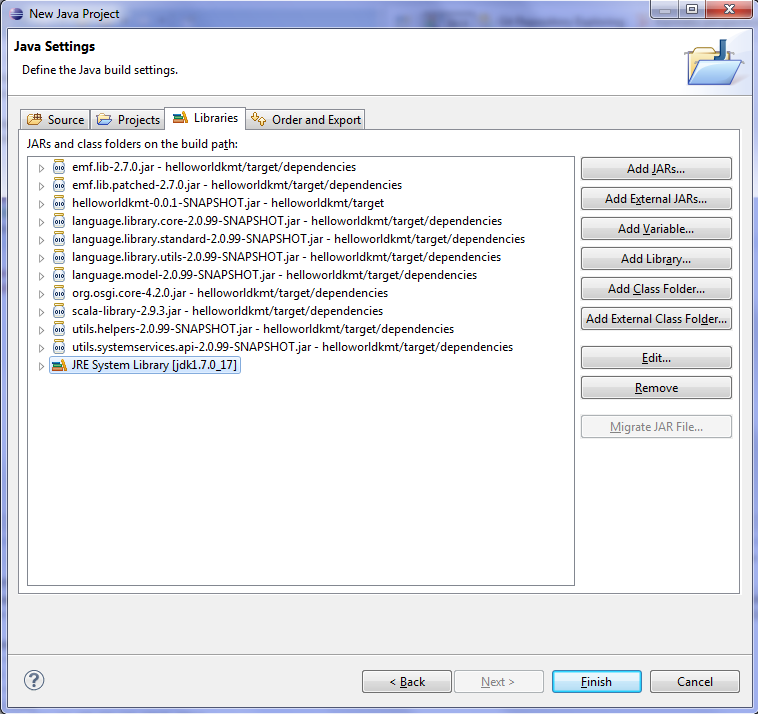 New Java Project
Java Settings
Define the Java build settings.
Source Projects Libraries Order and Export
JARs and class folders on the build path:
emf.lib-2.7.0.jar - helloworldkmt/target/dependencies
emf.lib.patched-2.7.0.jar - helloworldkmt/target/dependencies
helloworldkmt-0.0.1-SNAPSHOT.jar - helloworldkmt/target
language.library.core-2.0.99-SNAPSHOT.jar - helloworldkmt/target/dependencies
language.library.standard-2.0.99-SNAPSHOT.jar - helloworldkmt/target/dependencies
language.library.utils-2.0.99-SNAPSHOT.jar - helloworldkmt/target/dependencies
language.model-2.0.99-SNAPSHOT.jar - helloworldkmt/target/dependencies
org.osgi.core-4.2.0.jar - helloworldkmt/target/dependencies
scala-library-2.9.3.jar - helloworldkmt/target/dependencies
utils.helpers-2.0.99-SNAPSHOT.jar - helloworldkmt/target/dependencies
utils.systemservices.api-2.0.99-SNAPSHOT.jar - helloworldkmt/target/dependencies
JRE System Library [jdk1.7.0_17]
Add JARs...
Add External JARs...
Add Variable...
Add Library...
Add Class Folder...
Add External Class Folder...
Edit...
Remove
Migrate JAR File...
< Back Next > Finish Cancel